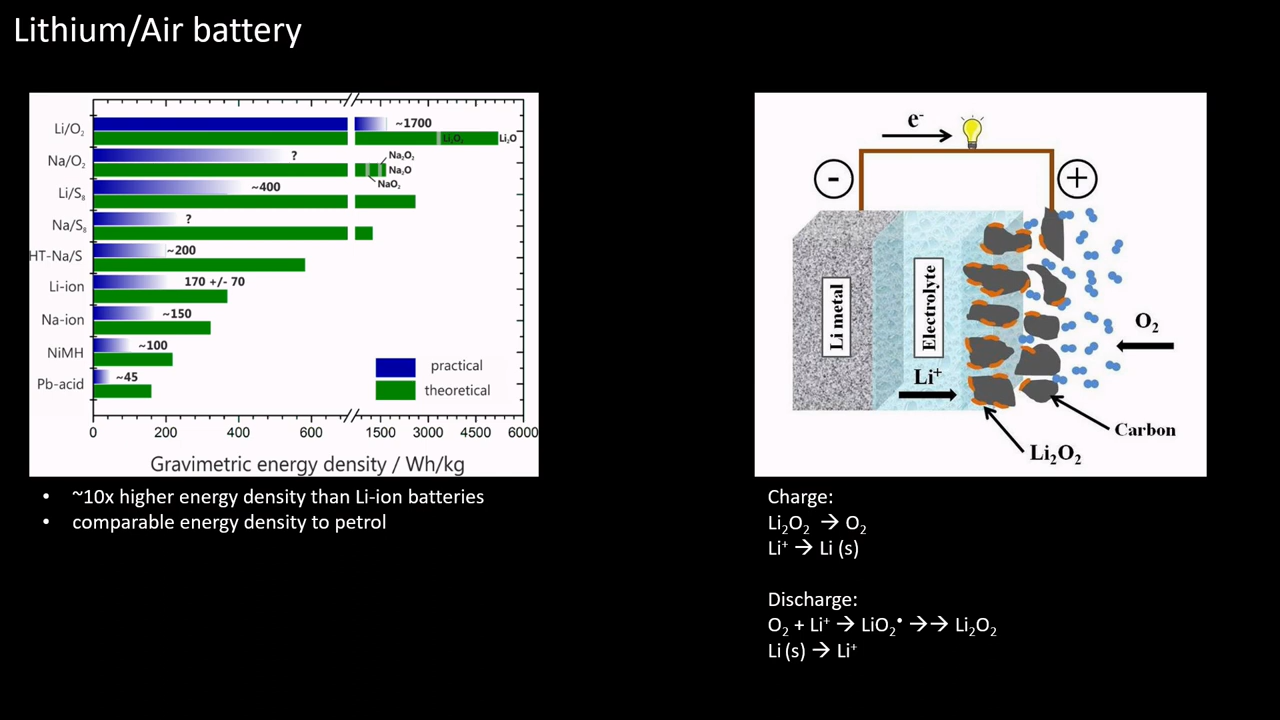 Lithium/Air battery
Li/O₂
~1700
Li₂O₂
Li₂O
Na/O₂
?
Na₂O₂
Na₂O
NaO₂
Li/S₈
~400
Na/S₈
?
HT-Na/S
~200
Li-ion
170 +/- 70
Na-ion
~150
NiMH
~100
Pb-acid
~45
practical
theoretical
0 200 400 600 1500 3000 4500 6000
Gravimetric energy density / Wh/kg
• ~10x higher energy density than Li-ion batteries
• comparable energy density to petrol
e⁻
-
+
Li metal
Electrolyte
O₂
Li⁺
Carbon
Li₂O₂
Charge:
Li₂O₂ → O₂
Li⁺ → Li (s)
Discharge:
O₂ + Li⁺ → LiO₂• →→ Li₂O₂
Li (s) → Li⁺